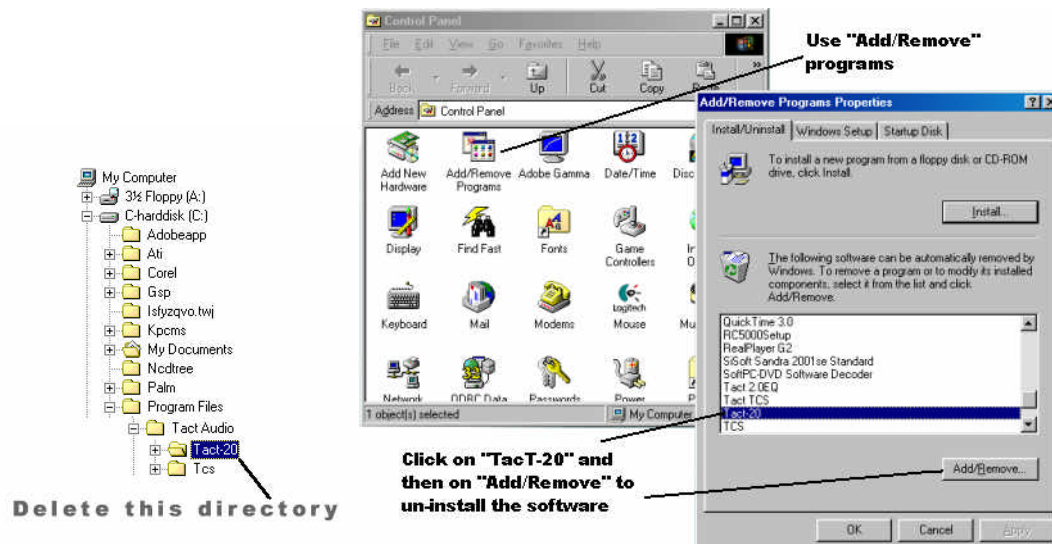 My Computer
3½ Floppy (A:)
C-harddisk (C:)
Adobeapp
Ati
Corel
Gsp
Isfyzqvo.twj
Kpcms
My Documents
Ncdtree
Palm
Program Files
Tact Audio
Tact-20
Tcs
Delete this directory
Control Panel
File Edit View Go Favorites Help
Back Forward Up Cut Copy
Address Control Panel
Add New Hardware
Add/Remove Programs
Adobe Gamma
Date/Time
Disc
Display
Find Fast
Fonts
Game Controllers
Keyboard
Mail
Modems
Logitech
Mouse
Mu
Network
ODBC Data
Passwords
Power
1 object(s) selected
My Computer
Use "Add/Remove"
programs
Add/Remove Programs Properties
Install/Uninstall Windows Setup Startup Disk
To install a new program from a floppy disk or CD-ROM
drive, click Install.
Install...
The following software can be automatically removed by
Windows. To remove a program or to modify its installed
components, select it from the list and click
Add/Remove.
QuickTime 3.0
RC5000Setup
RealPlayer G2
SiSoft Sandra 2001se Standard
SoftPC-DVD Software Decoder
Tact 2.0EQ
Tact TCS
Tact-20
TCS
Add/Remove...
OK Cancel Apply
Click on "TacT-20" and
then on "Add/Remove" to
un-install the software